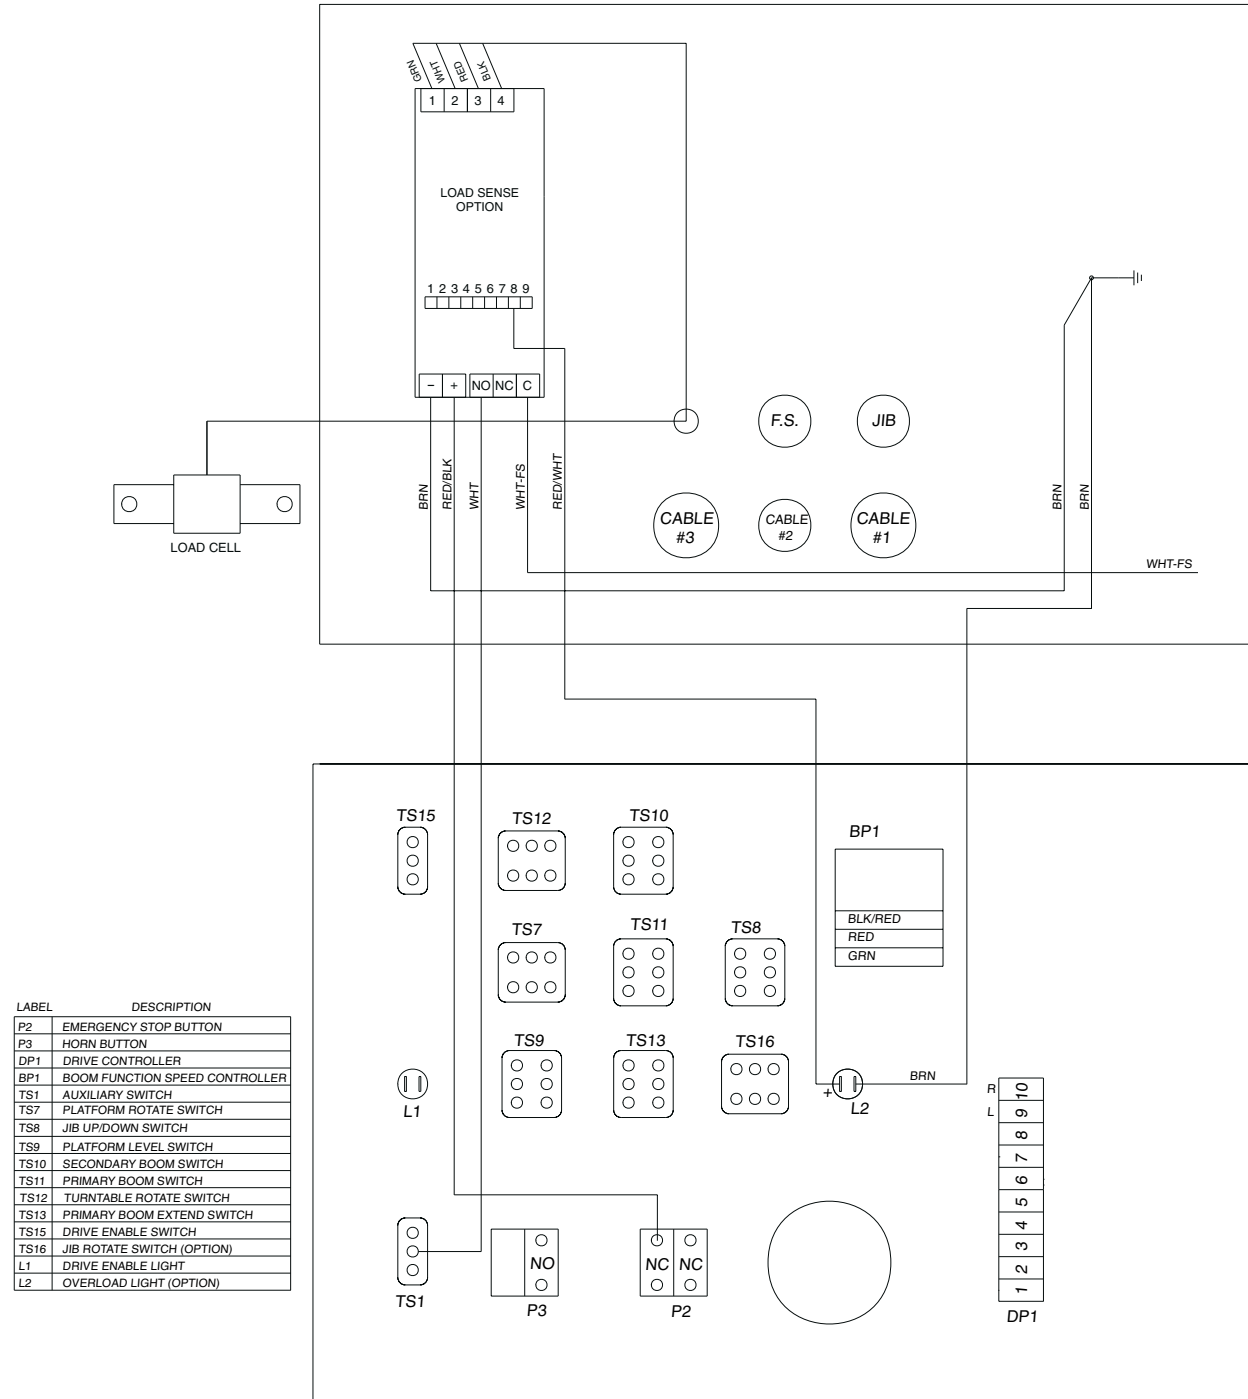 GRN
WHT
RED
BLK
1 2 3 4
LOAD SENSE
OPTION
1 2 3 4 5 6 7 8 9
− + NO NC C
F.S.
JIB
BRN
RED/BLK
WHT
WHT-FS
RED/WHT
BRN
BRN
CABLE
#3
CABLE
#2
CABLE
#1
LOAD CELL
WHT-FS
TS15
TS12
TS10
BP1
BLK/RED
RED
GRN
TS7
TS11
TS8
TS9
TS13
TS16
L1
+
L2
BRN
R
L
10
9
8
7
6
5
4
3
2
1
DP1
TS1
NO
P3
NC NC
P2
LABEL DESCRIPTION
P2 EMERGENCY STOP BUTTON
P3 HORN BUTTON
DP1 DRIVE CONTROLLER
BP1 BOOM FUNCTION SPEED CONTROLLER
TS1 AUXILIARY SWITCH
TS7 PLATFORM ROTATE SWITCH
TS8 JIB UP/DOWN SWITCH
TS9 PLATFORM LEVEL SWITCH
TS10 SECONDARY BOOM SWITCH
TS11 PRIMARY BOOM SWITCH
TS12 TURNTABLE ROTATE SWITCH
TS13 PRIMARY BOOM EXTEND SWITCH
TS15 DRIVE ENABLE SWITCH
TS16 JIB ROTATE SWITCH (OPTION)
L1 DRIVE ENABLE LIGHT
L2 OVERLOAD LIGHT (OPTION)